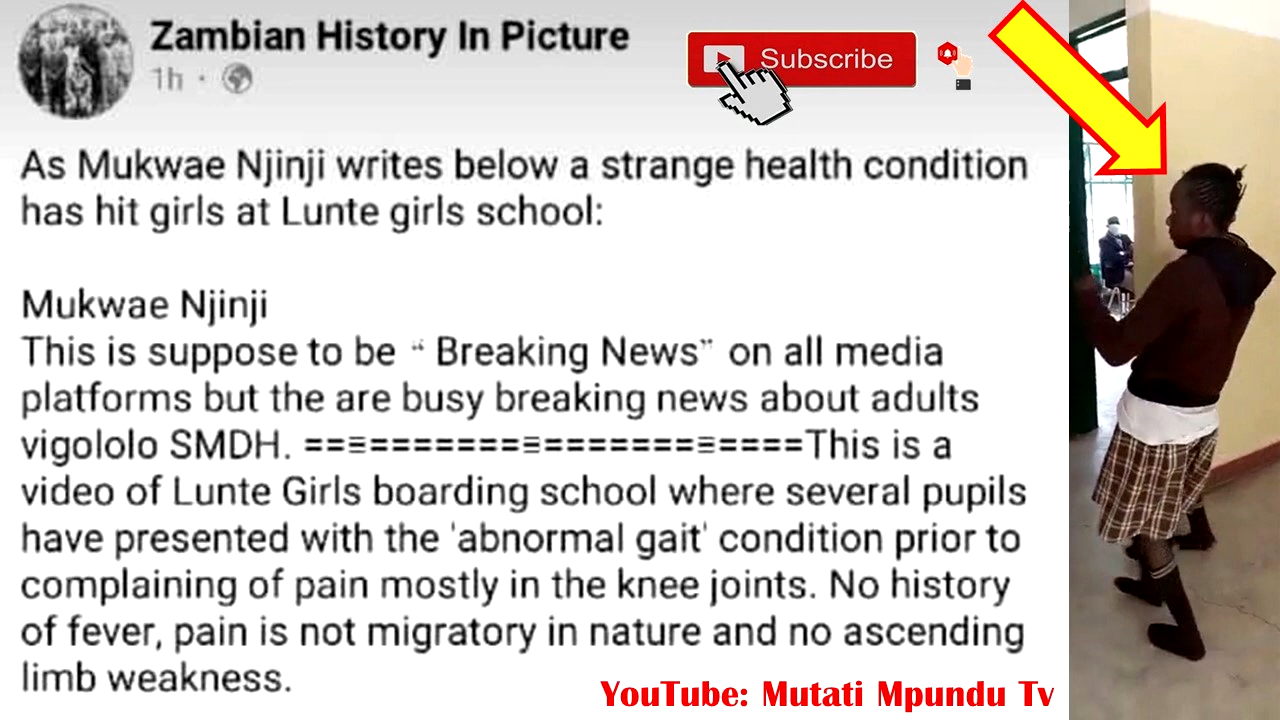 Zambian History In Picture
1h ·
Subscribe
As Mukwae Njinji writes below a strange health condition
has hit girls at Lunte girls school:
Mukwae Njinji
This is suppose to be “ Breaking News” on all media
platforms but the are busy breaking news about adults
vigololo SMDH. ==≡=========≡=======≡====This is a
video of Lunte Girls boarding school where several pupils
have presented with the 'abnormal gait' condition prior to
complaining of pain mostly in the knee joints. No history
of fever, pain is not migratory in nature and no ascending
limb weakness.
YouTube: Mutati Mpundu Tv